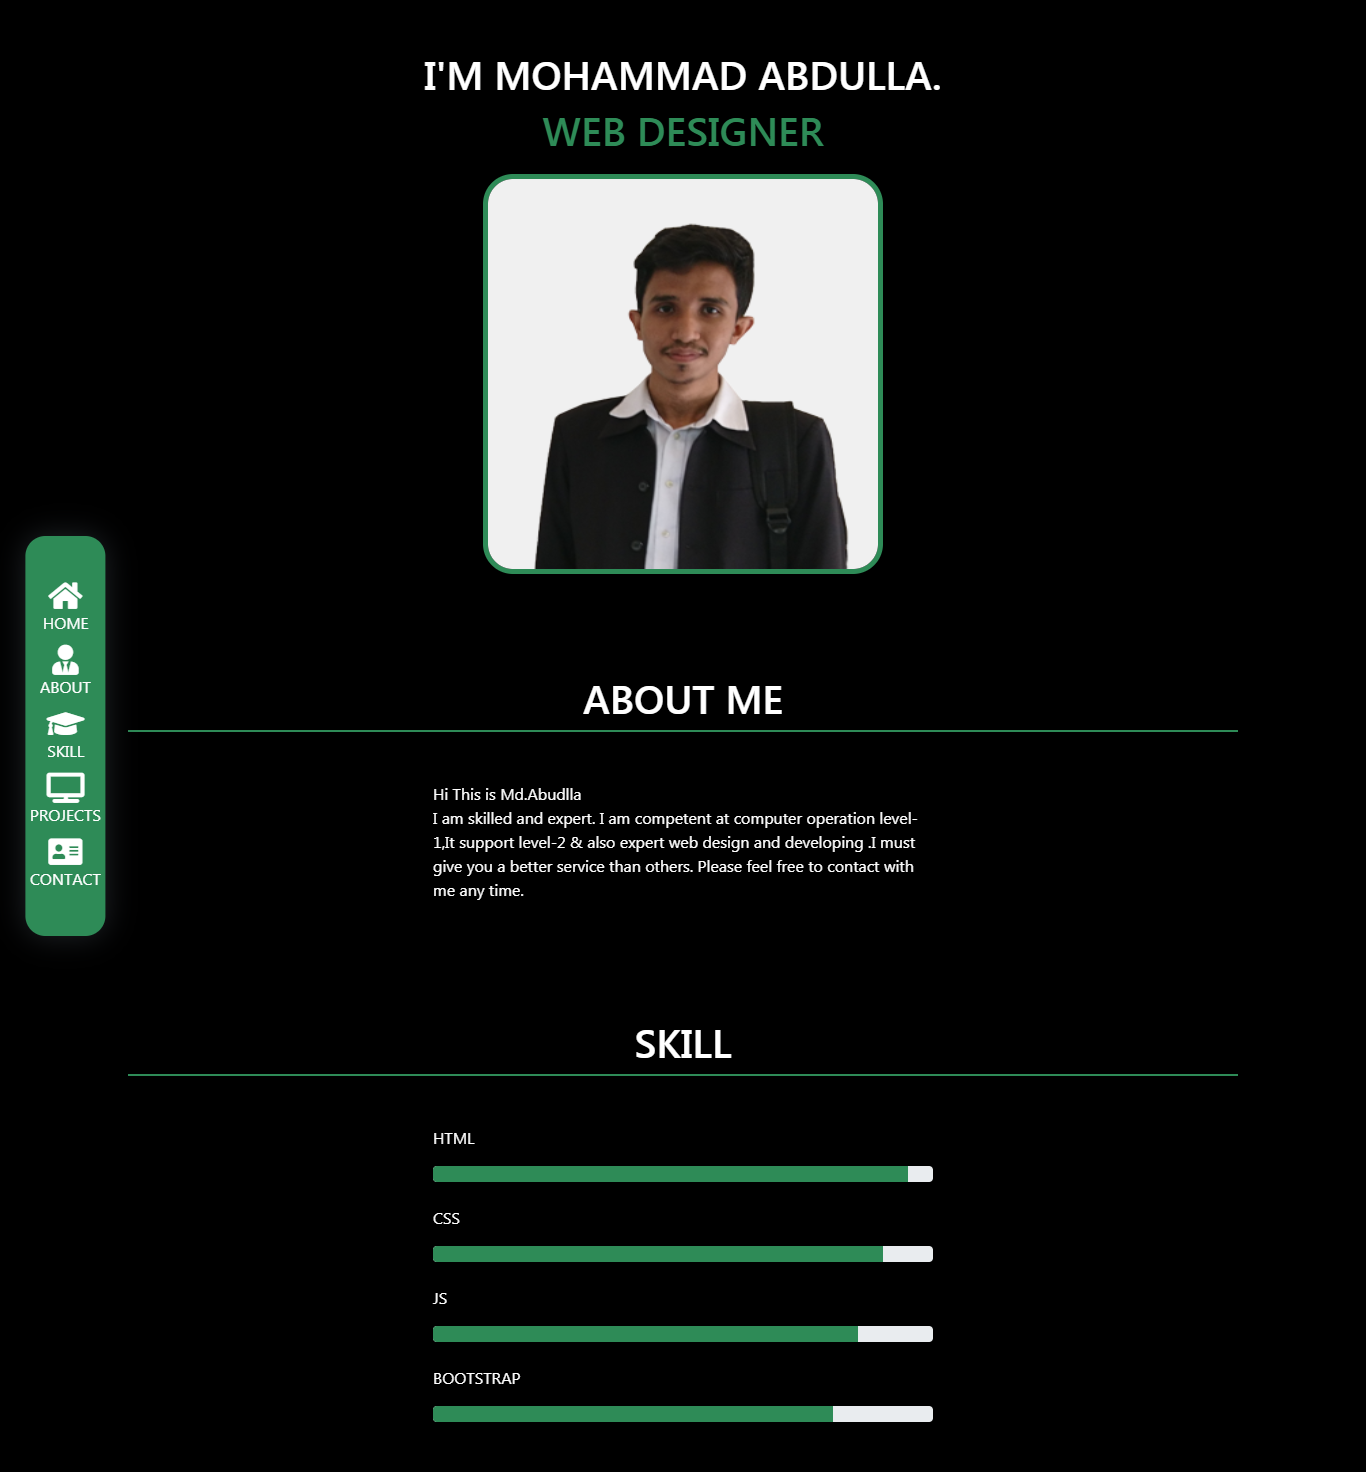 I'M MOHAMMAD ABDULLA.
WEB DESIGNER
HOME
ABOUT
SKILL
PROJECTS
CONTACT
ABOUT ME
Hi This is Md.Abudlla
I am skilled and expert. I am competent at computer operation level-
1,It support level-2 & also expert web design and developing .I must
give you a better service than others. Please feel free to contact with
me any time.
SKILL
HTML
CSS
JS
BOOTSTRAP